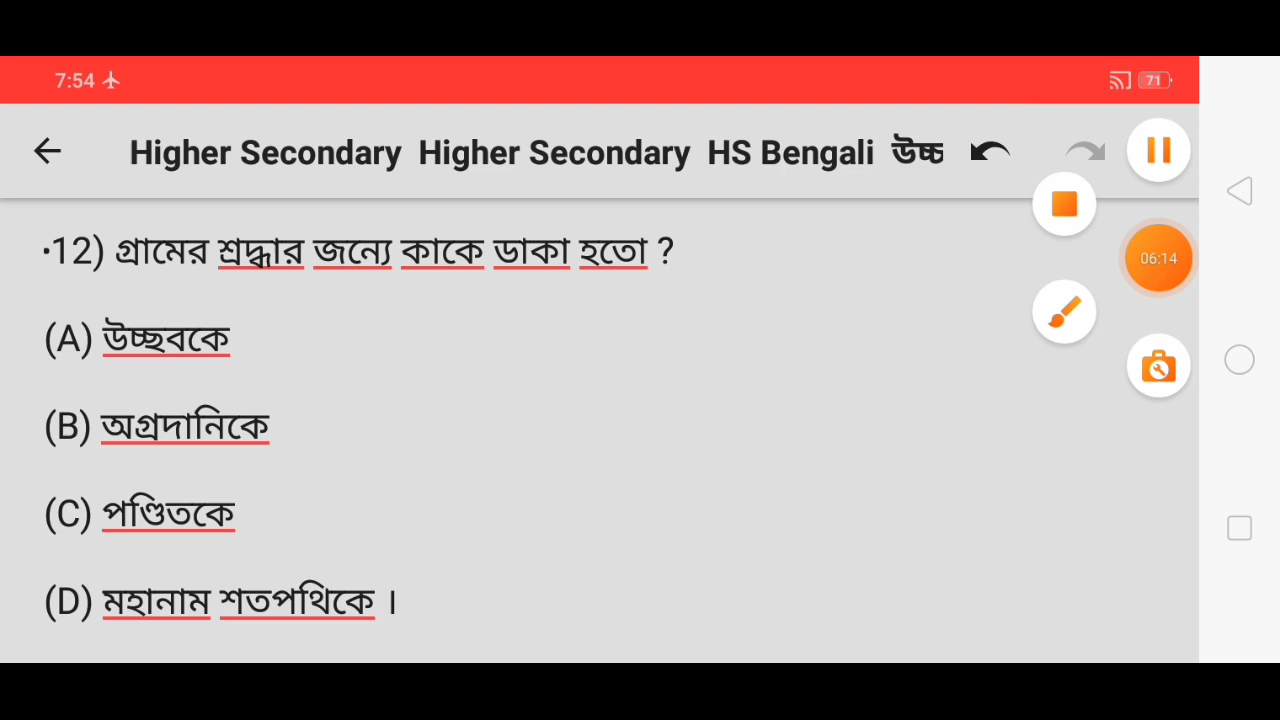 7:54
71
Higher Secondary Higher Secondary HS Bengali উচ্চ
·12) গ্রামের শ্রদ্ধার জন্যে কাকে ডাকা হতো ?
06:14
(A) উচ্ছবকে
(B) অগ্রদানিকে
(C) পণ্ডিতকে
(D) মহানাম শতপথিকে ।